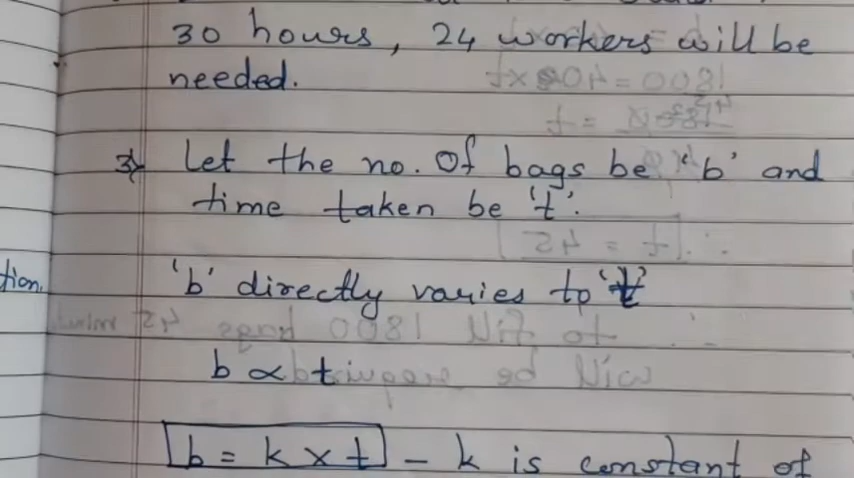 30 hours, 24 workers will be
needed.
3) Let the no. Of bags be 'b' and
time taken be 't'.
tion.
'b' directly varies to 't'
b ∝ t
b = k × t - k is constant of